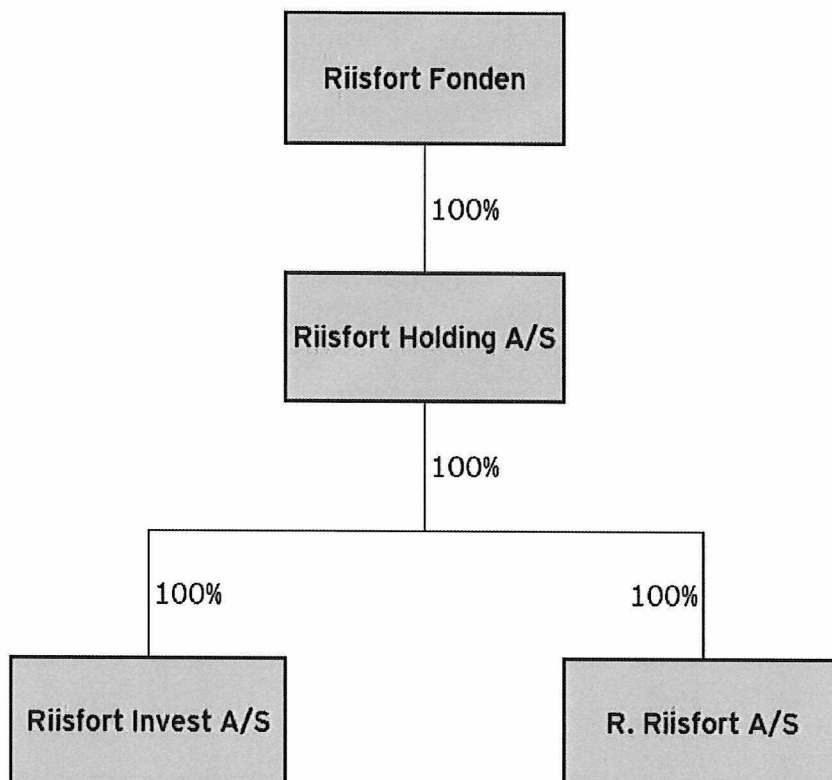 Riisfort Fonden
100%
Riisfort Holding A/S
100%
100%
100%
Riisfort Invest A/S
R. Riisfort A/S